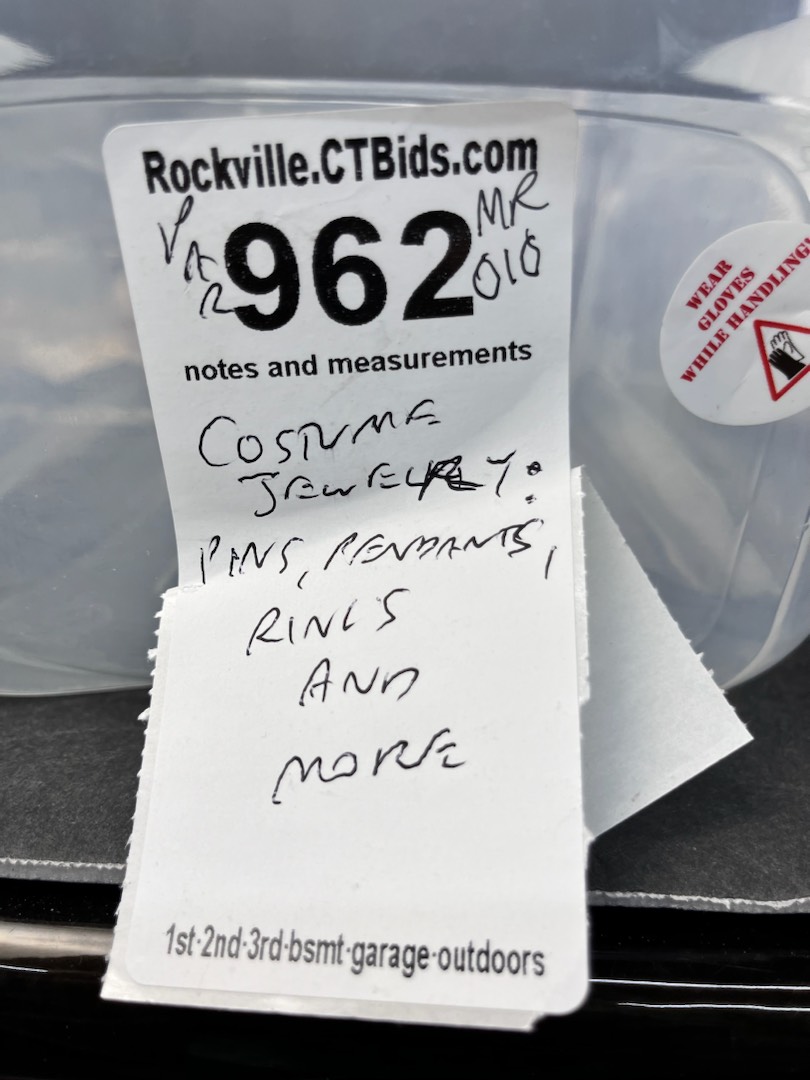 Rockville.CTBids.com
962
MR
010
notes and measurements
COSTUME
JEWELRY:
PINS, PENDANTS,
RINGS
AND
MORE
1st·2nd·3rd·bsmt·garage·outdoors
WEAR
GLOVES
WHILE HANDLING!